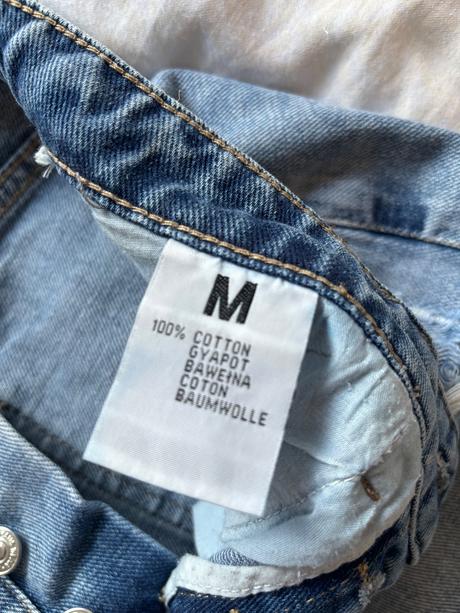 M
100% COTTON
GYAPOT
BAWEŁNA
COTON
BAUMWOLLE